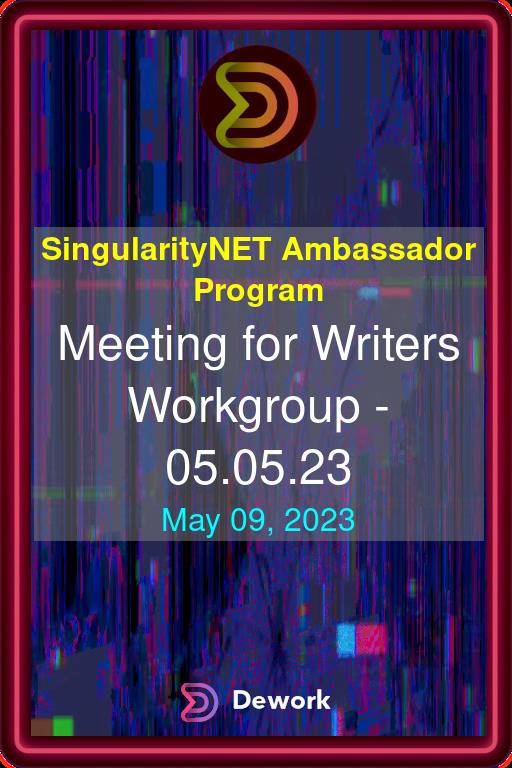 SingularityNET Ambassador
Program
Meeting for Writers
Workgroup -
05.05.23
May 09, 2023
Dework